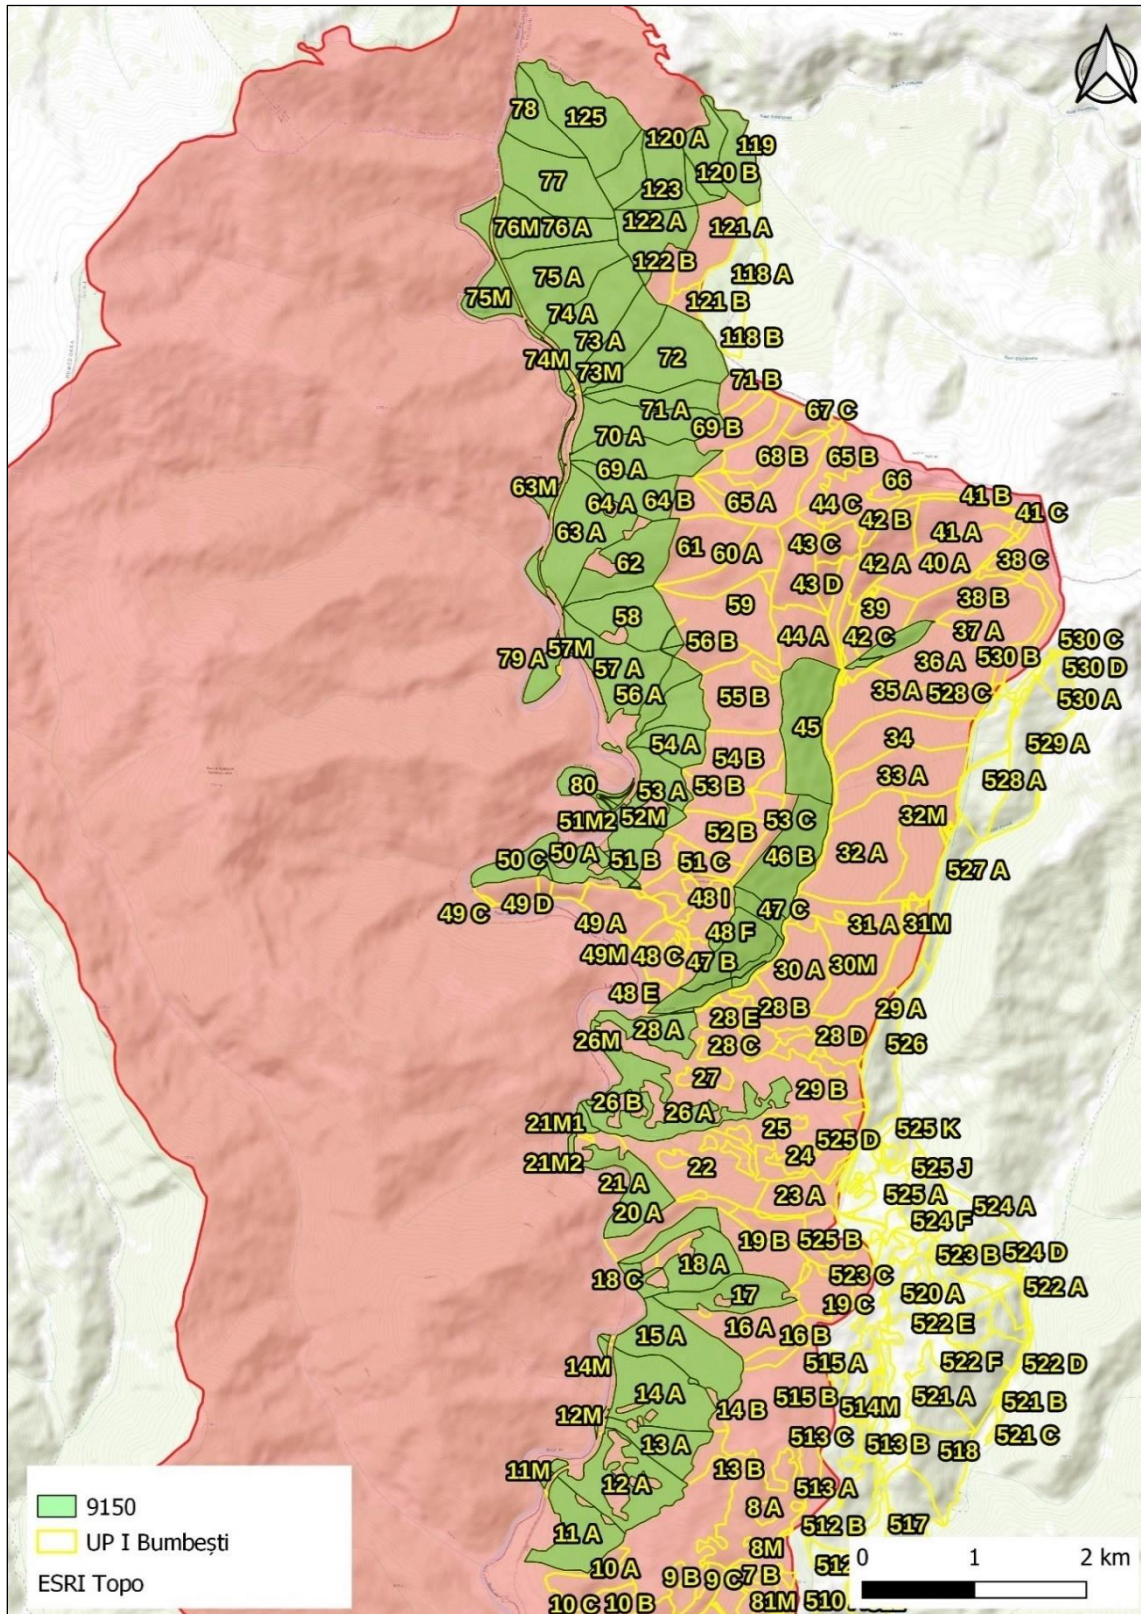 78
125
120 A
119
120 B
77
123
76M
76 A
122 A
121 A
122 B
75 A
118 A
75M
121 B
74 A
118 B
73 A
74M
73M
72
71 B
71 A
67 C
70 A
69 B
68 B
65 B
69 A
66
63M
64 A
64 B
65 A
44 C
41 B
41 C
42 B
63 A
61
60 A
43 C
41 A
62
42 A
40 A
38 C
43 D
59
39
38 B
58
56 B
44 A
42 C
37 A
530 C
57M
79 A
57 A
36 A
530 B
530 D
56 A
55 B
35 A
528 C
530 A
45
54 A
34
529 A
54 B
33 A
528 A
80
53 A
53 B
51M2
52M
53 C
32M
52 B
50 C
50 A
51 B
51 C
46 B
32 A
527 A
48 I
47 C
49 C
49 D
49 A
48 F
31 A
31M
49M
48 C
47 B
30 A
30M
48 E
28 B
29 A
28 A
28 E
26M
28 C
28 D
526
27
29 B
26 B
26 A
21M1
25
525 D
525 K
21M2
22
24
525 J
21 A
23 A
525 A
524 A
20 A
524 F
19 B
525 B
523 B
524 D
18 A
18 C
523 C
522 A
17
520 A
19 C
16 A
16 B
522 E
15 A
14M
515 A
522 F
522 D
14 A
515 B
521 A
521 B
12M
14 B
514M
13 A
513 C
513 B
518
521 C
11M
12 A
13 B
513 A
8 A
512 B
517
11 A
8M
10 A
9 B
9 C
7 B
10 C
10 B
81M
9150
UP I Bumbești
ESRI Topo
0
1
2 km